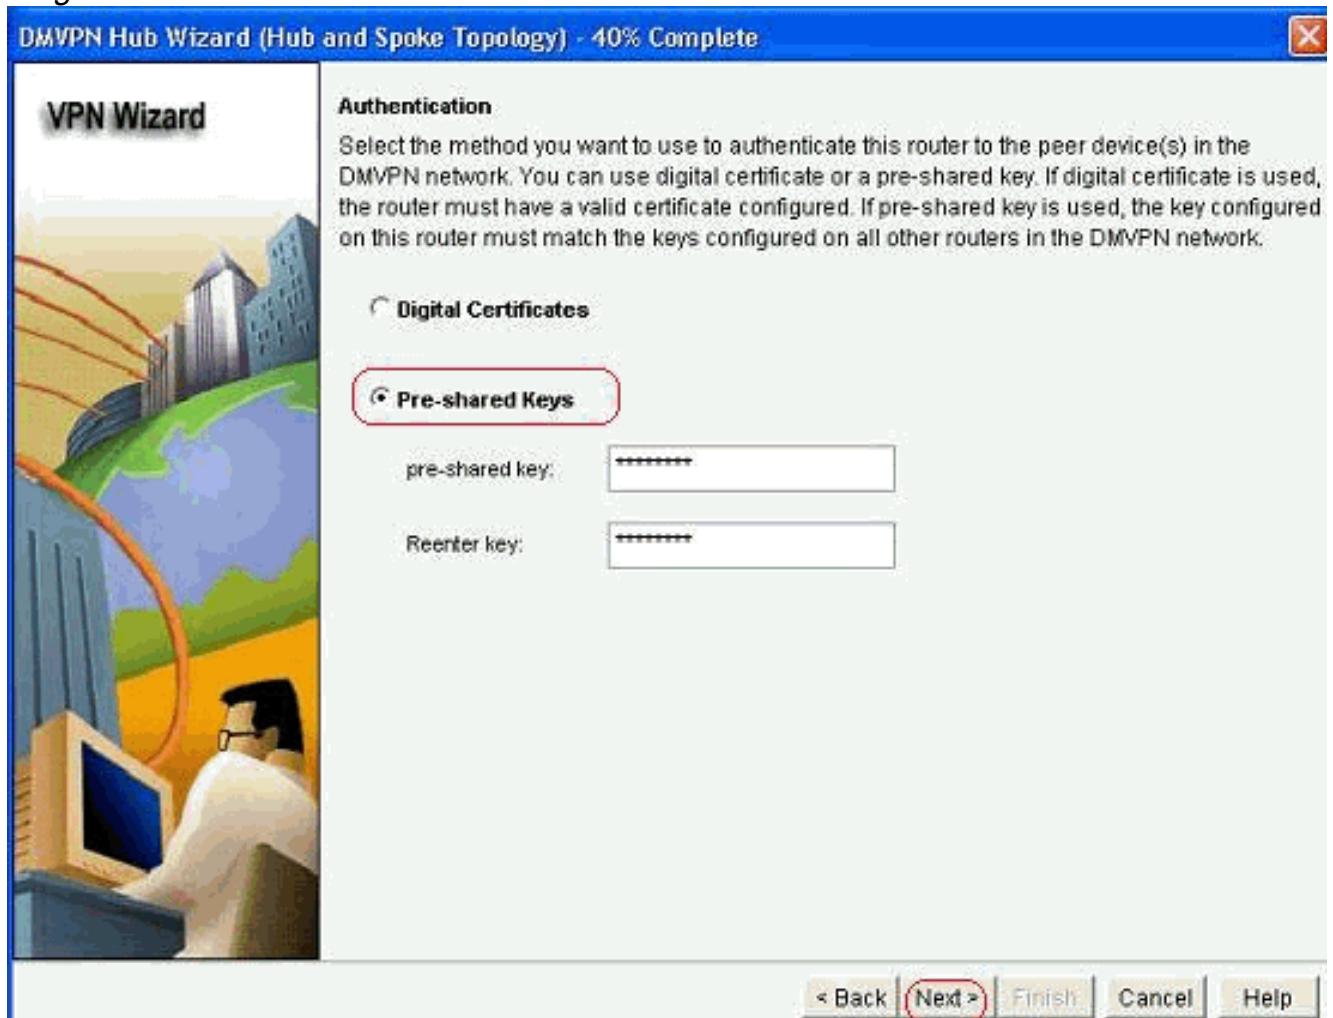 DMVPN Hub Wizard (Hub and Spoke Topology) - 40% Complete
VPN Wizard
Authentication
Select the method you want to use to authenticate this router to the peer device(s) in the
DMVPN network. You can use digital certificate or a pre-shared key. If digital certificate is used,
the router must have a valid certificate configured. If pre-shared key is used, the key configured
on this router must match the keys configured on all other routers in the DMVPN network.
Digital Certificates
Pre-shared Keys
pre-shared key: ********
Reenter key: ********
< Back Next > Finish Cancel Help